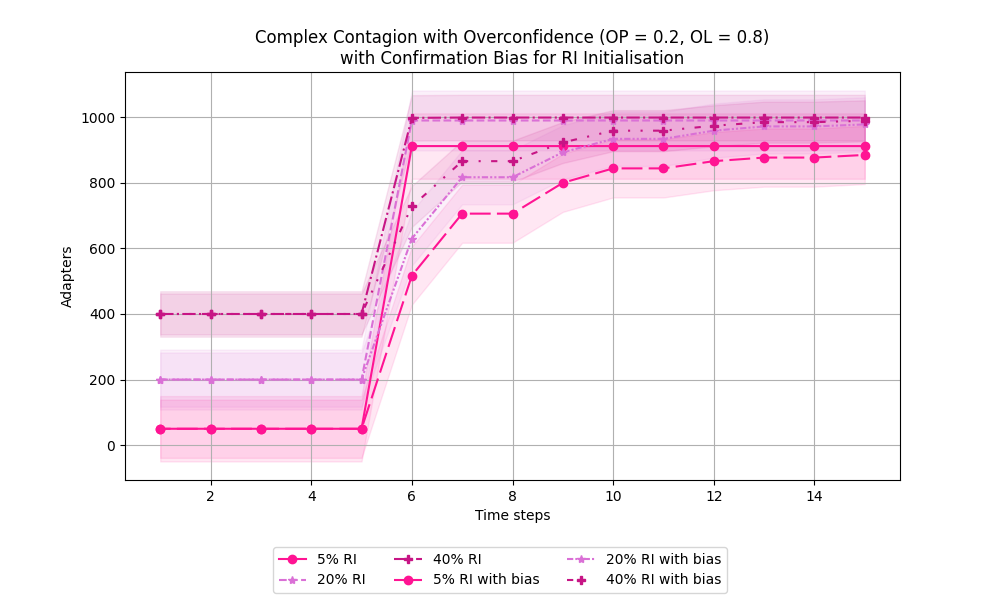 Complex Contagion with Overconfidence (OP = 0.2, OL = 0.8)
with Confirmation Bias for RI Initialisation
1000
800
600
400
200
0
Adapters
2 4 6 8 10 12 14
Time steps
5% RI 40% RI 20% RI with bias
20% RI 5% RI with bias 40% RI with bias